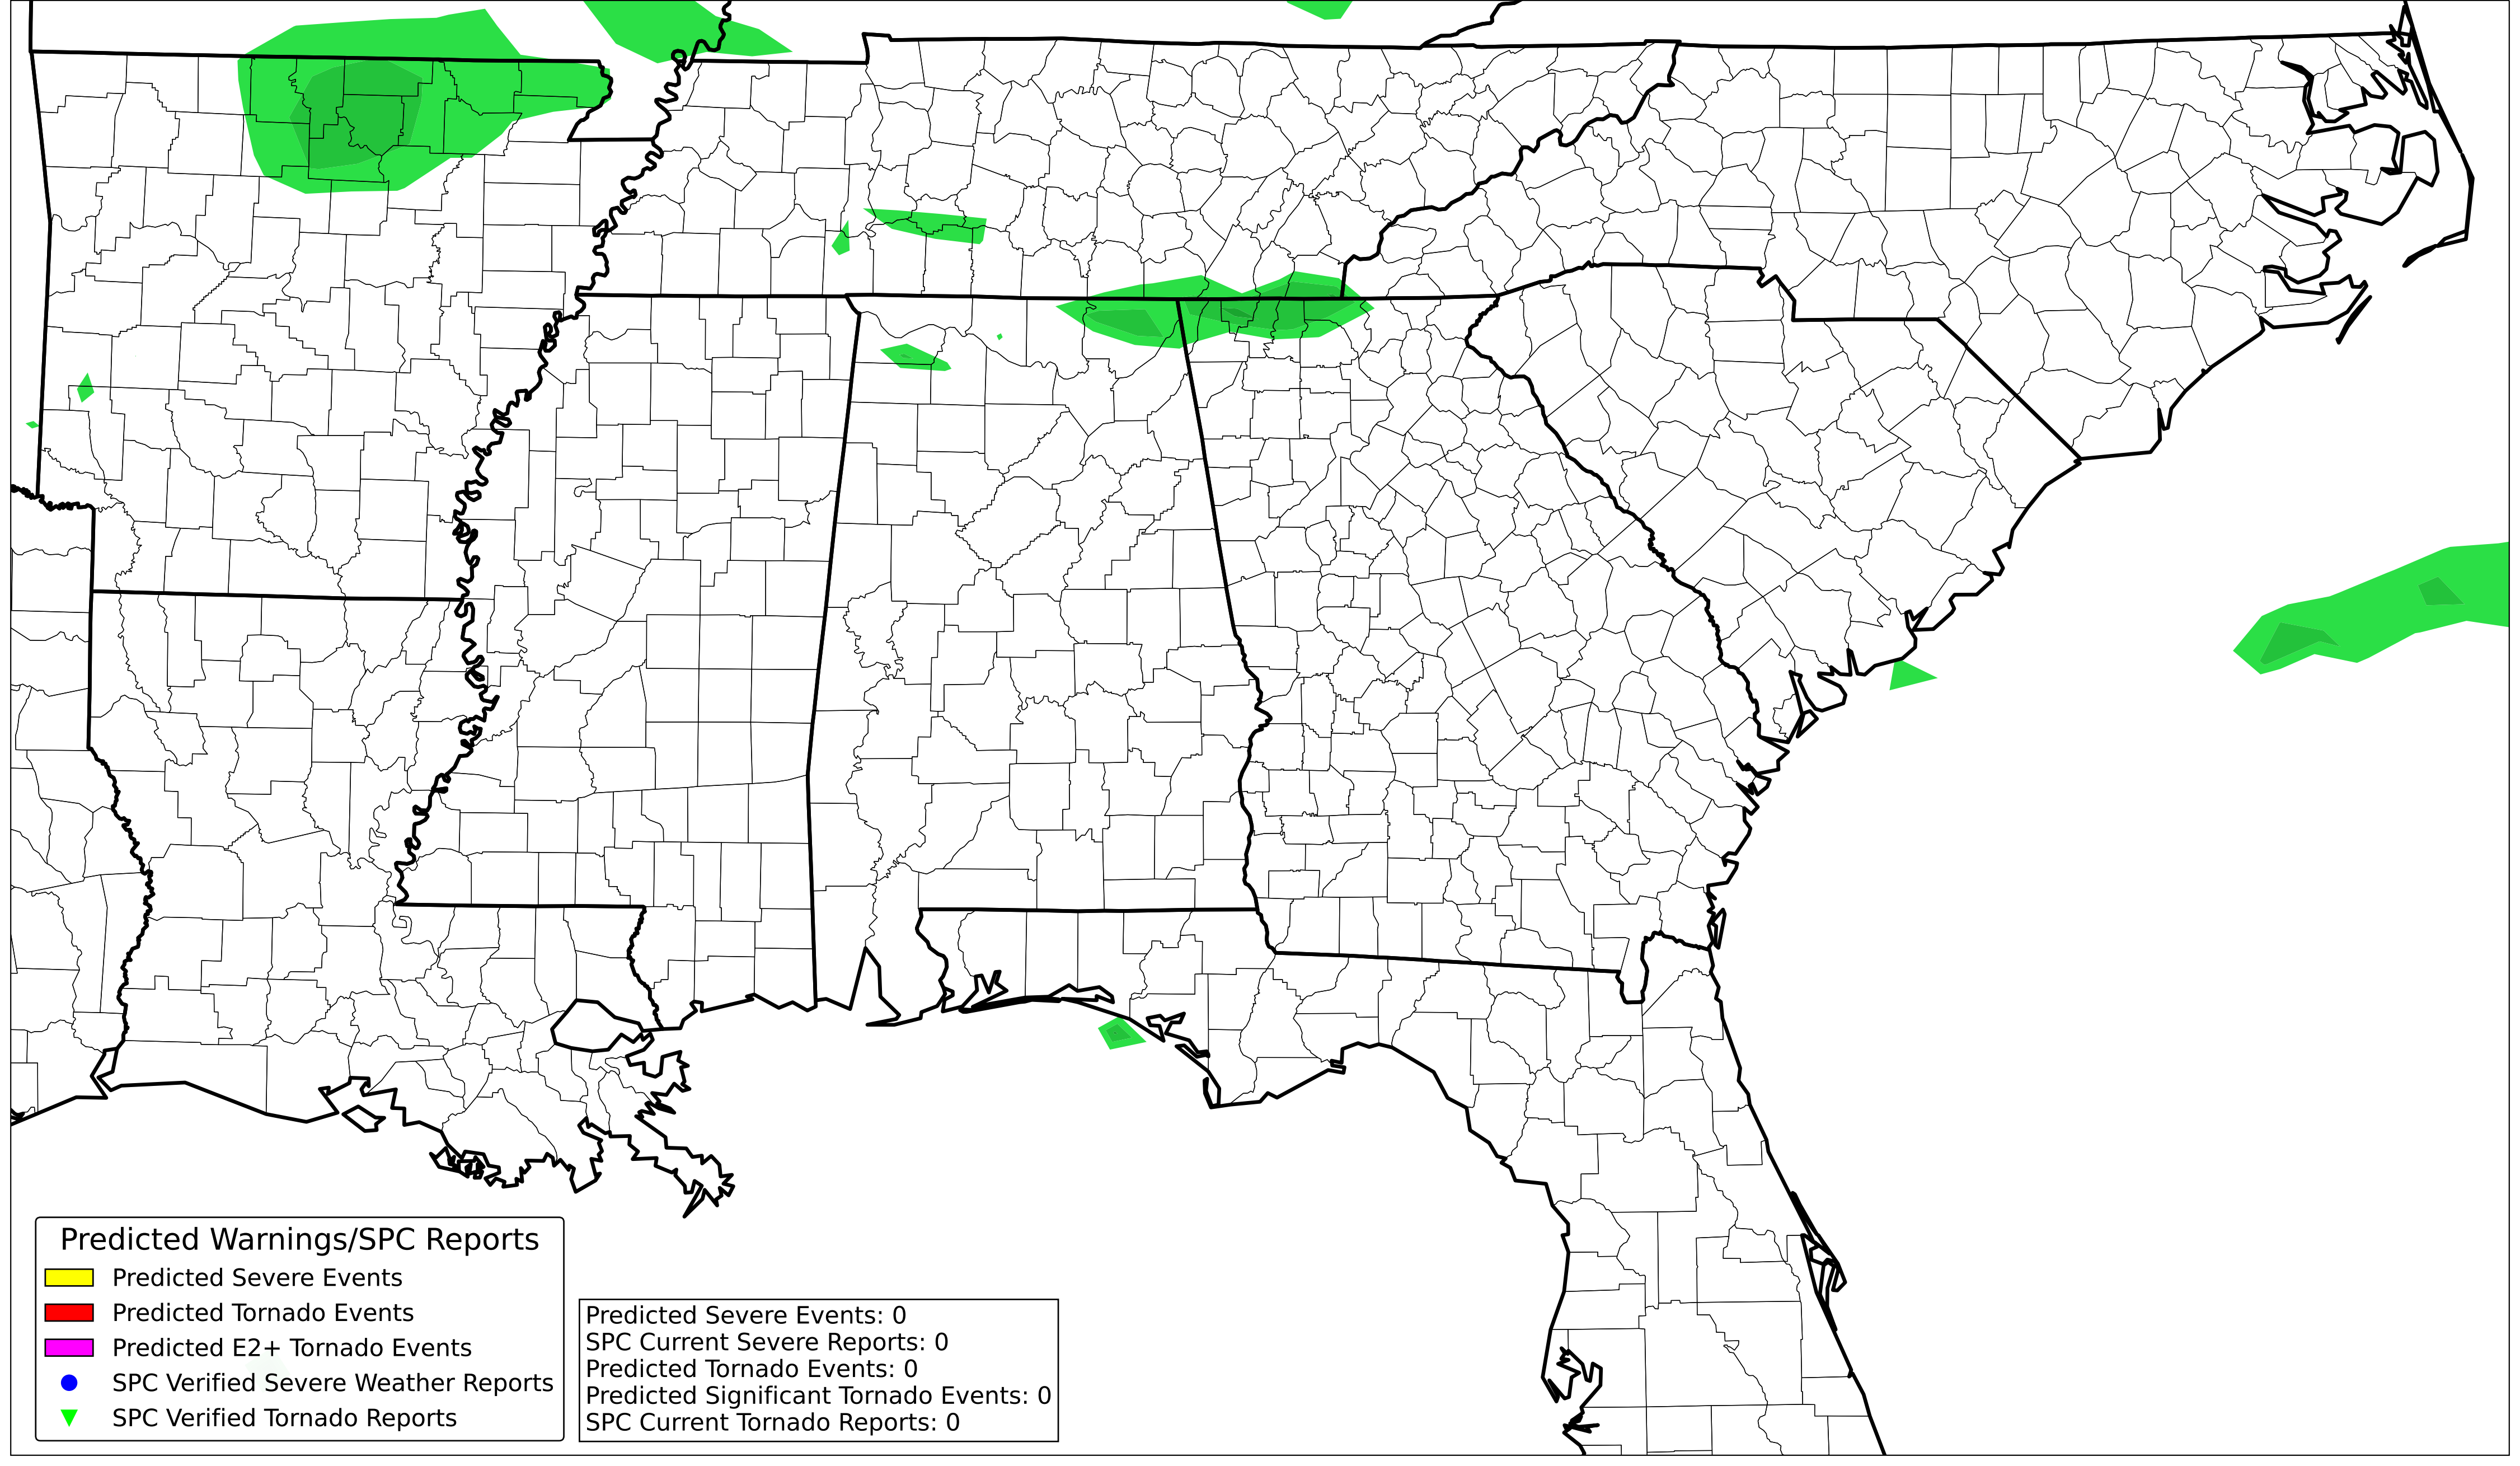 Predicted Warnings/SPC Reports
Predicted Severe Events
Predicted Tornado Events
Predicted E2+ Tornado Events
SPC Verified Severe Weather Reports
SPC Verified Tornado Reports
Predicted Severe Events: 0
SPC Current Severe Reports: 0
Predicted Tornado Events: 0
Predicted Significant Tornado Events: 0
SPC Current Tornado Reports: 0